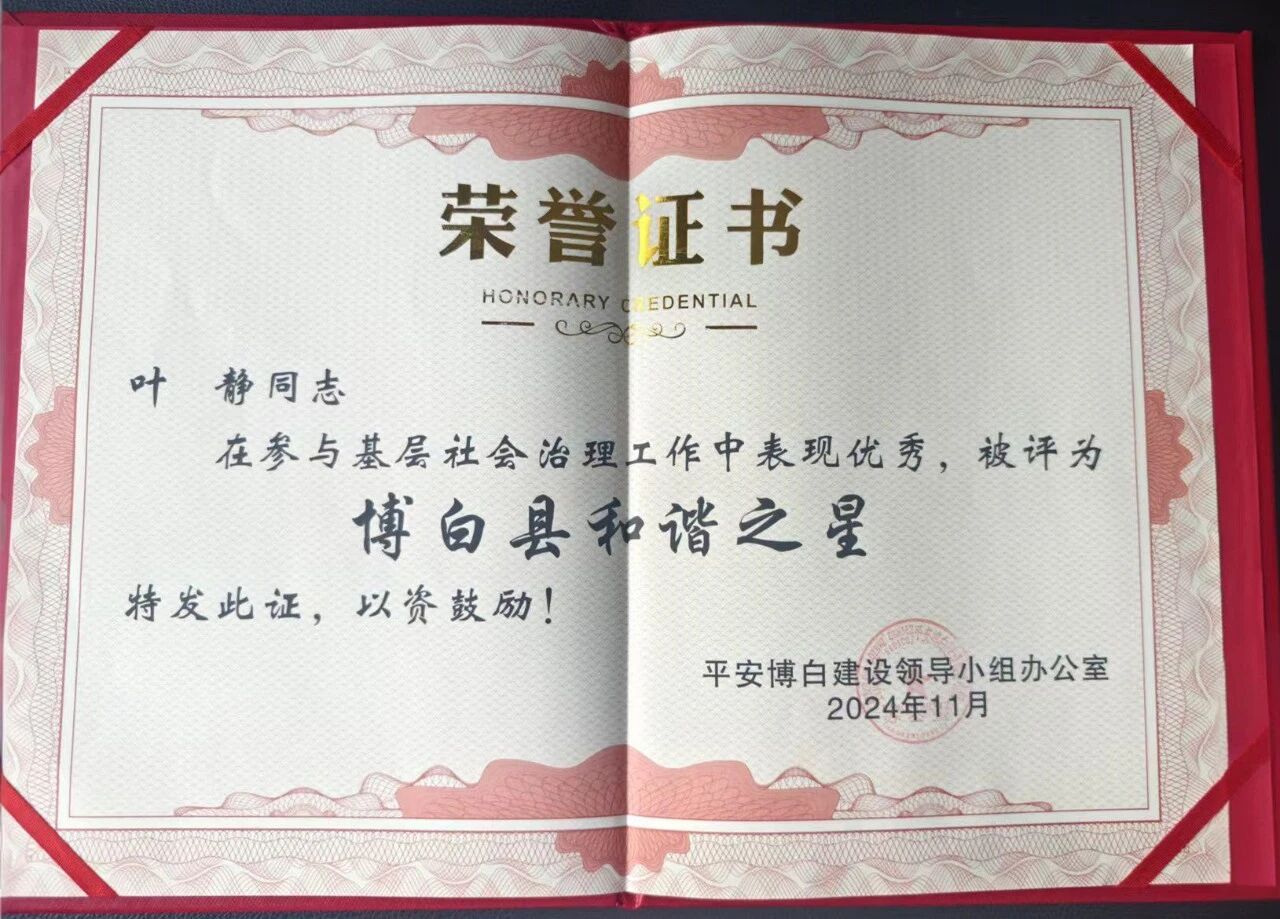 荣誉证书
HONORARY CREDENTIAL
叶 静同志
在参与基层社会治理工作中表现优秀，被评为
博白县和谐之星
特发此证，以资鼓励！
平安博白建设领导小组办公室
2024年11月